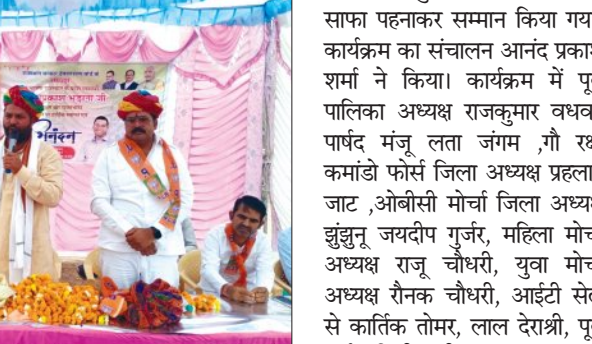 प्रकाश भड़ाना जी
साफा पहनाकर सम्मान किया गय
कार्यक्रम का संचालन आनंद प्रकाश
शर्मा ने किया। कार्यक्रम में पू
पालिका अध्यक्ष राजकुमार वधव
पार्षद मंजू लता जंगम ,गौ रक्ष
कमांडो फोर्स जिला अध्यक्ष प्रहला
जाट ,ओबीसी मोर्चा जिला अध्यक्ष
झुंझुनू जयदीप गुर्जर, महिला मोच
अध्यक्ष राजू चौधरी, युवा मोच
अध्यक्ष रौनक चौधरी, आईटी सेल
से कार्तिक तोमर, लाल देराश्री, पू